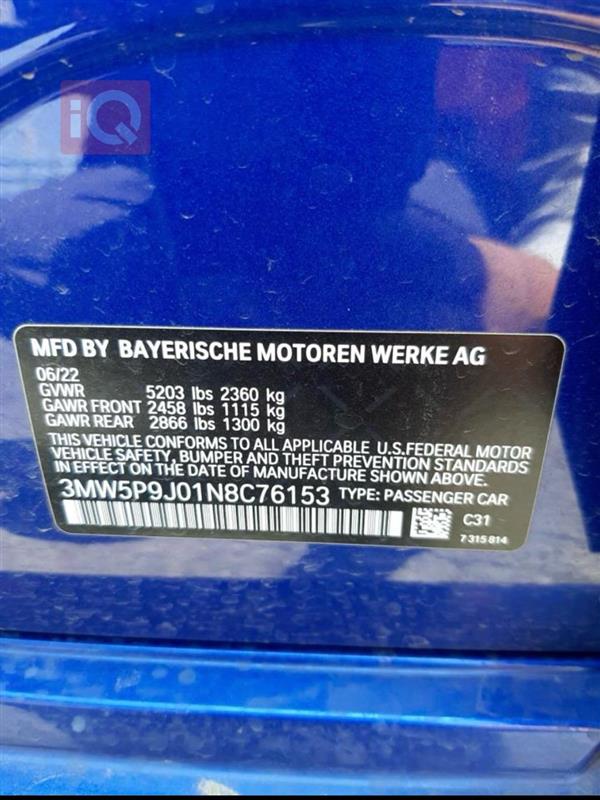 iQ
MFD BY BAYERISCHE MOTOREN WERKE AG
06/22
GVWR 5203 lbs 2360 kg
GAWR FRONT 2458 lbs 1115 kg
GAWR REAR 2866 lbs 1300 kg
THIS VEHICLE CONFORMS TO ALL APPLICABLE U.S.FEDERAL MOTOR
VEHICLE SAFETY, BUMPER AND THEFT PREVENTION STANDARDS
IN EFFECT ON THE DATE OF MANUFACTURE SHOWN ABOVE.
3MW5P9J01N8C76153 TYPE: PASSENGER CAR
C31
7 315 814